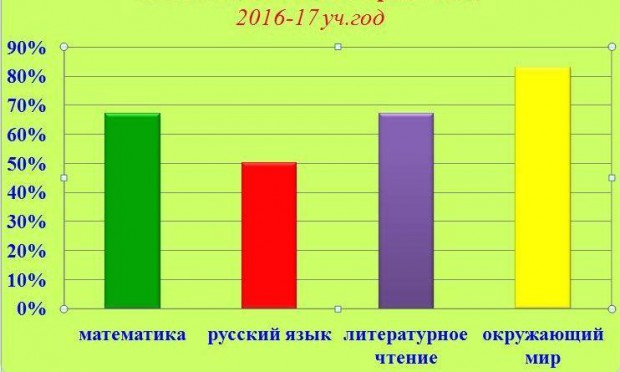 2016-17 уч.год
90%
80%
70%
60%
50%
40%
30%
20%
10%
0%
математика
русский язык
литературное
чтение
окружающий
мир